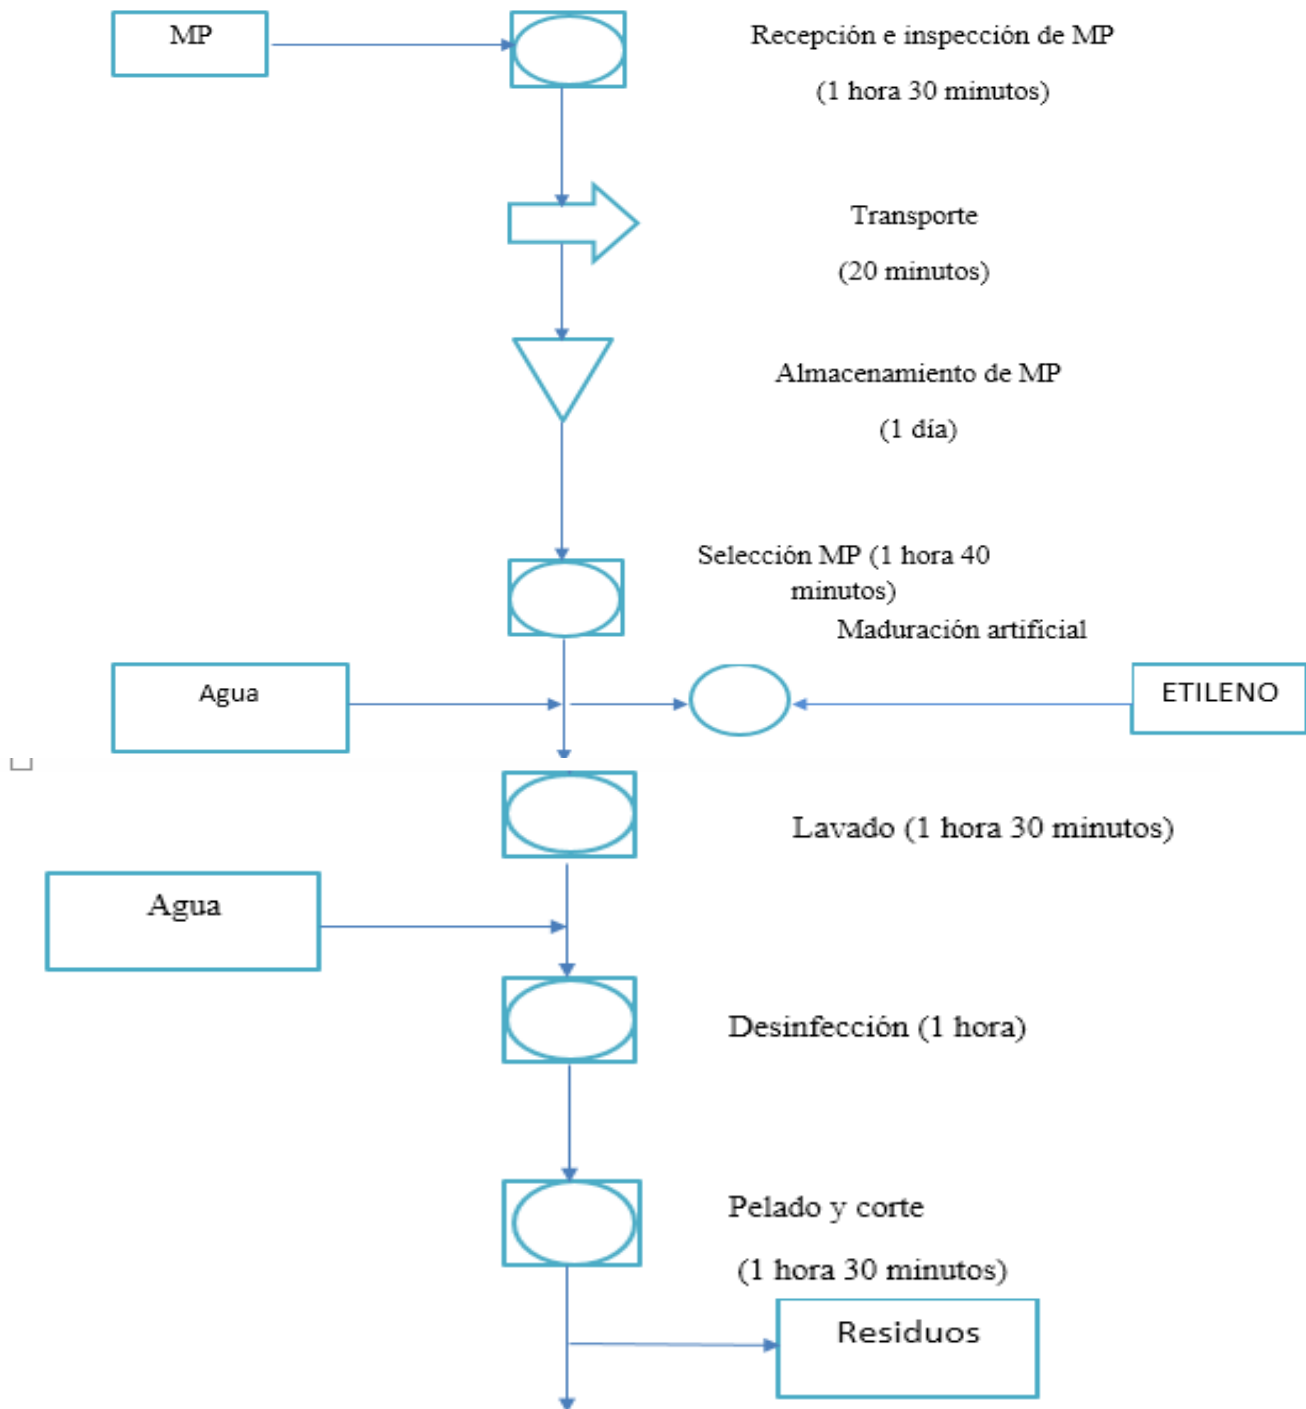 MP
Recepción e inspección de MP
(1 hora 30 minutos)
Transporte
(20 minutos)
Almacenamiento de MP
(1 día)
Selección MP (1 hora 40
minutos)
Maduración artificial
Agua
ETILENO
Lavado (1 hora 30 minutos)
Agua
Desinfección (1 hora)
Pelado y corte
(1 hora 30 minutos)
Residuos